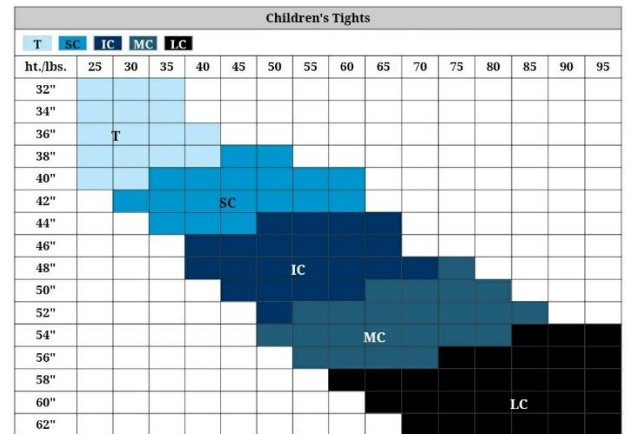 Children's Tights
T SC IC MC LC
ht./lbs. 25 30 35 40 45 50 55 60 65 70 75 80 85 90 95
32"
34"
36" T
38"
40"
42" SC
44"
46"
48" IC
50"
52"
54" MC
56"
58"
60" LC
62"